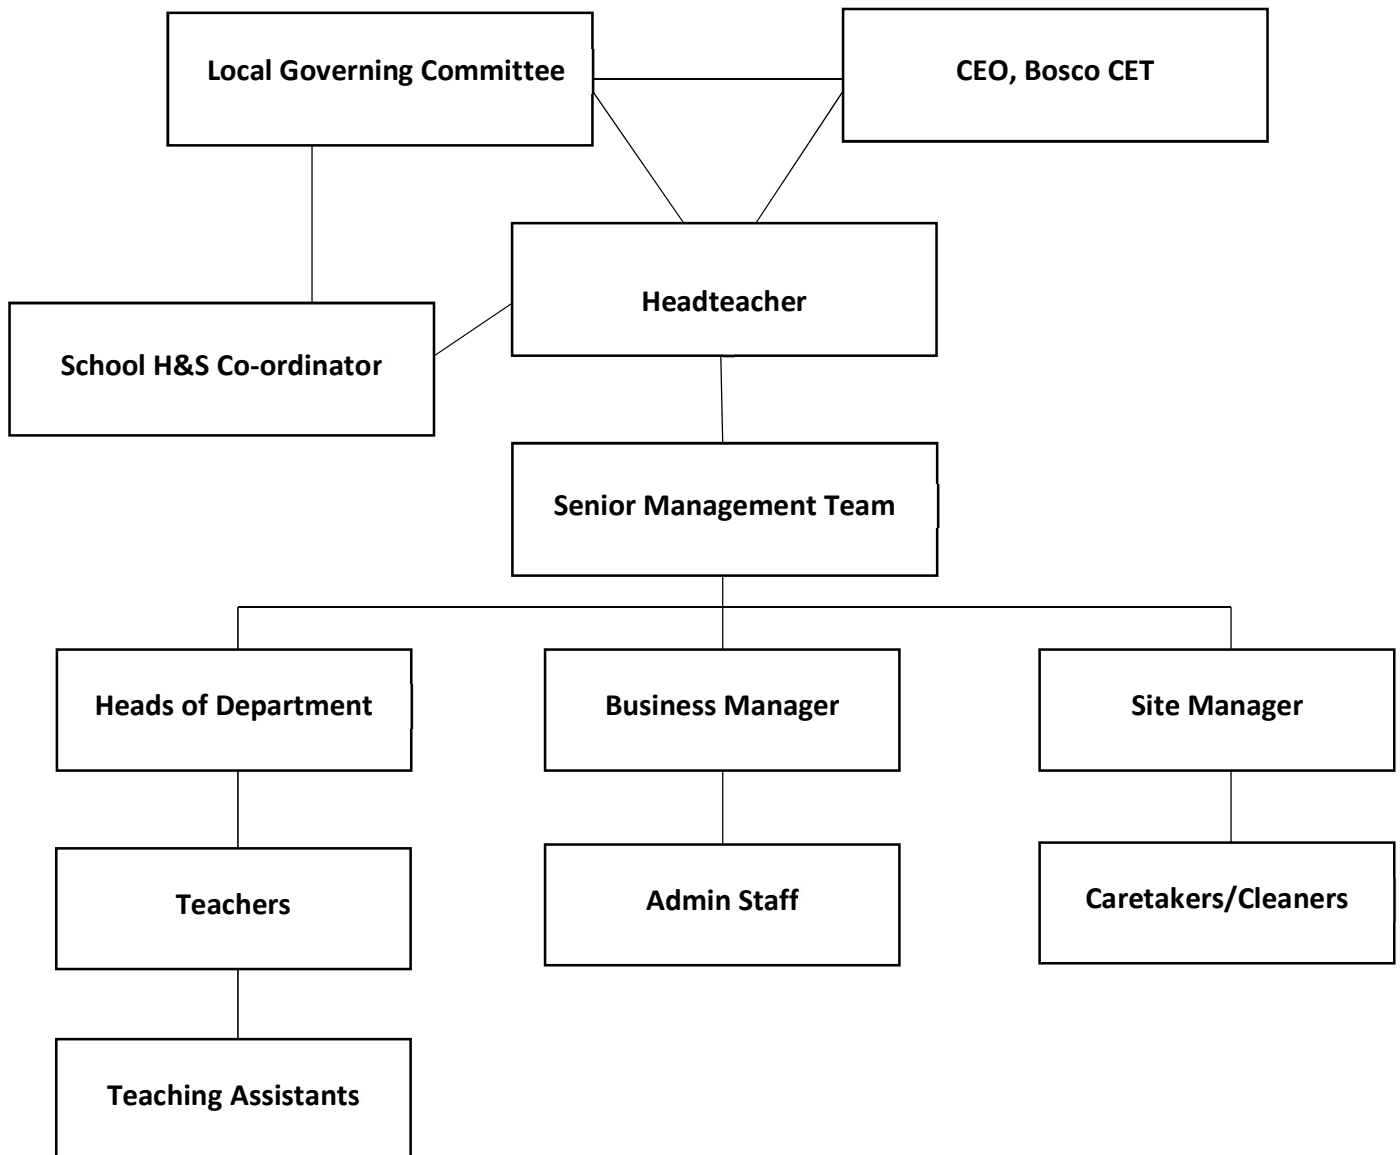 Local Governing Committee
CEO, Bosco CET
Headteacher
School H&S Co-ordinator
Senior Management Team
Heads of Department
Business Manager
Site Manager
Teachers
Admin Staff
Caretakers/Cleaners
Teaching Assistants